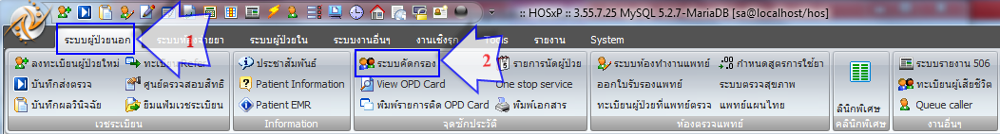 :: HOSxP :: 3.55.7.25 MySQL 5.2.7-MariaDB [sa@localhost/hos]
ระบบผู้ป่วยนอก 1 ระบบผู้ป่วยใน ระบบงานอื่นๆ งานเชิงรุก Tools รายงาน System
ลงทะเบียนผู้ป่วยใหม่ ทะเบียนRefer ประชาสัมพันธ์ ระบบคัดกรอง 2 รายการนัดผู้ป่วย ระบบห้องทำงานแพทย์ กำหนดสูตรการใช้ยา ระบบรายงาน 506
บันทึกส่งตรวจ ศูนย์ตรวจสอบสิทธิ Patient Information View OPD Card One stop service ออกใบรับรองแพทย์ ระบบตรวจสุขภาพ ทะเบียนผู้เสียชีวิต
บันทึกผลวินิจฉัย ยืมแฟ้มเวชระเบียน Patient EMR พิมพ์รายการติด OPD Card พิมพ์เอกสาร ทะเบียนผู้ป่วยที่แพทย์ตรวจ แพทย์แผนไทย คลินิกพิเศษ Queue caller
เวชระเบียน Information จุดซักประวัติ ห้องตรวจแพทย์ คลินิกพิเศษ งานอื่นๆ